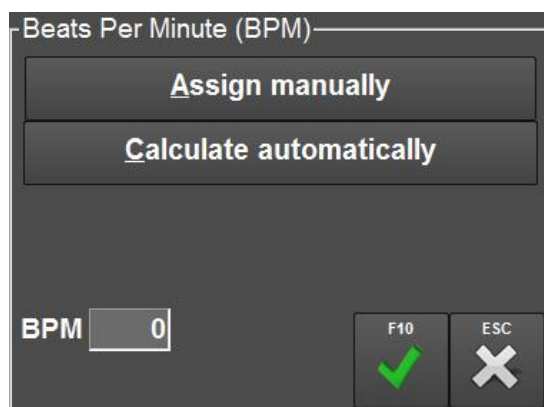 Beats Per Minute (BPM)
Assign manually
Calculate automatically
BPM 0
F10
ESC